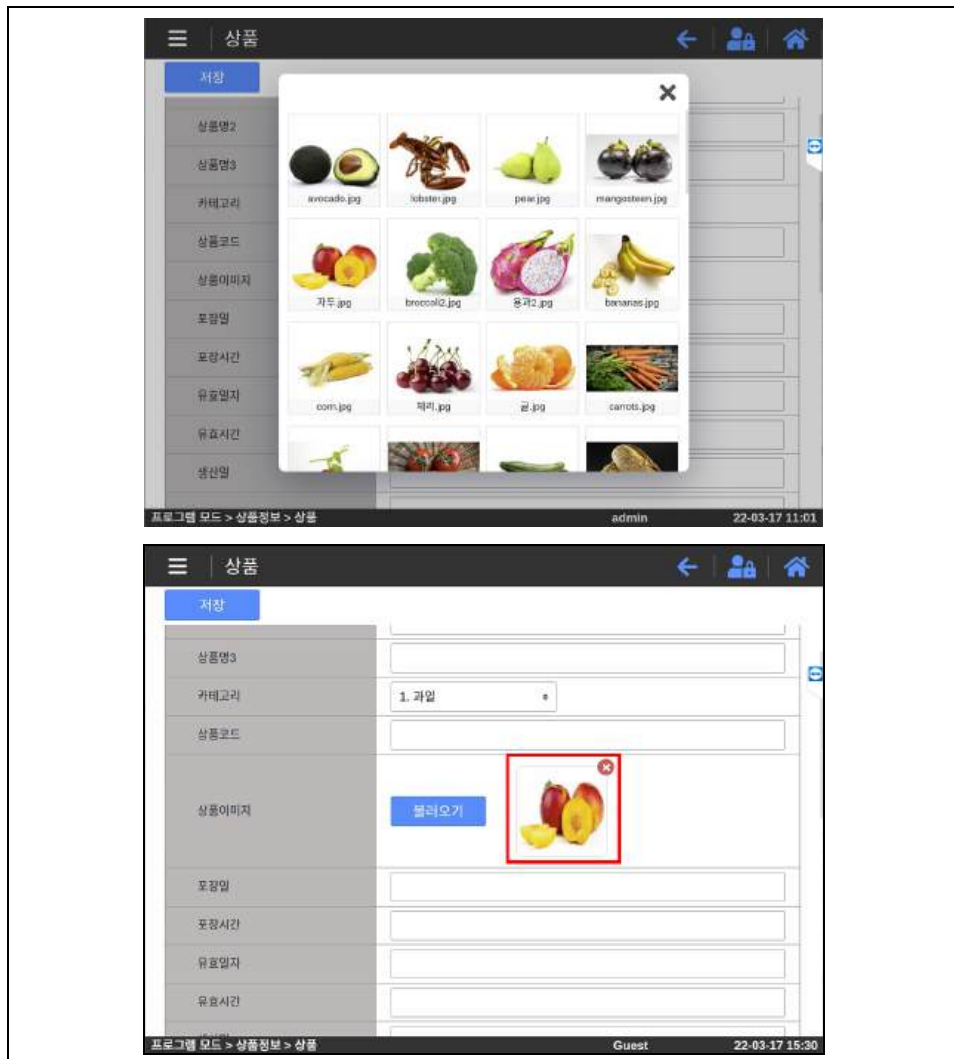 상품
저장
상품명2
상품명3
카테고리
상품코드
상품이미지
포장일
포장시간
유효일자
유효시간
생산일
avocado.jpg
lobster.jpg
pear.jpg
mangosteen.jpg
자두.jpg
broccoli2.jpg
용과2.jpg
bananas.jpg
corn.jpg
체리.jpg
귤.jpg
carrots.jpg
프로그램 모드 > 상품정보 > 상품
admin
22-03-17 11:01
상품
저장
상품명3
카테고리
1. 과일
상품코드
상품이미지
불러오기
포장일
포장시간
유효일자
유효시간
프로그램 모드 > 상품정보 > 상품
Guest
22-03-17 15:30